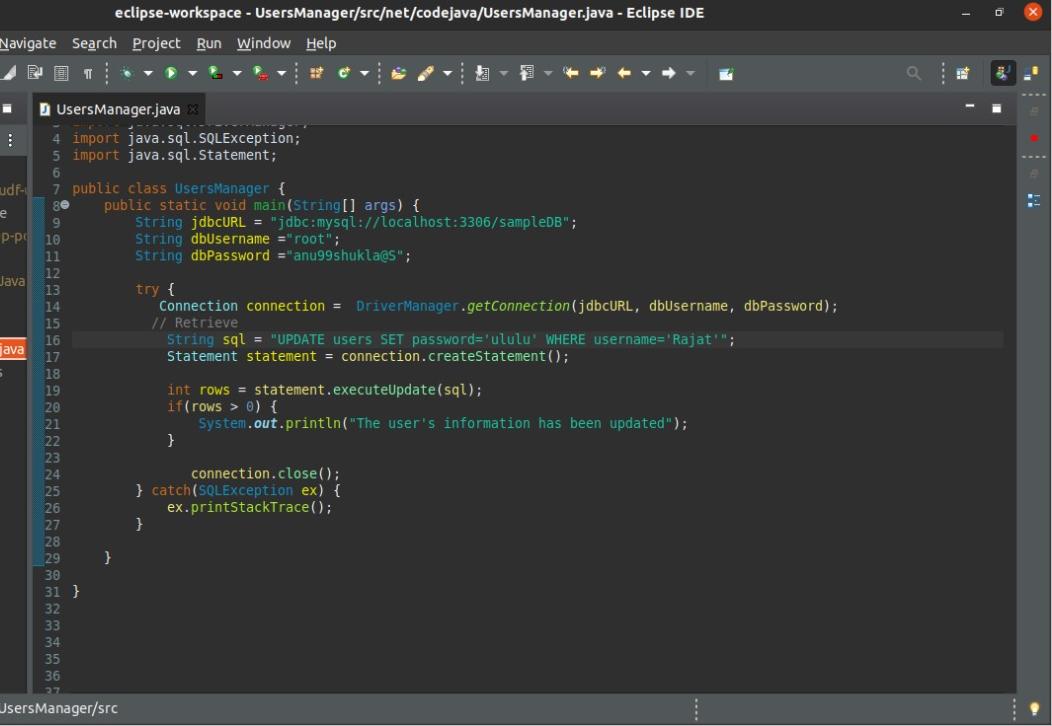 eclipse-workspace - UsersManager/src/net/codejava/UsersManager.java - Eclipse IDE
Navigate Search Project Run Window Help
UsersManager.java
4 import java.sql.SQLException;
5 import java.sql.Statement;
6
7 public class UsersManager {
8 public static void main(String[] args) {
9 String jdbcURL = "jdbc:mysql://localhost:3306/sampleDB";
10 String dbUsername ="root";
11 String dbPassword ="anu99shukla@S";
12
13 try {
14 Connection connection = DriverManager.getConnection(jdbcURL, dbUsername, dbPassword);
15 // Retrieve
16 String sql = "UPDATE users SET password='ululu' WHERE username='Rajat'";
17 Statement statement = connection.createStatement();
18
19 int rows = statement.executeUpdate(sql);
20 if(rows > 0) {
21 System.out.println("The user's information has been updated");
22 }
23
24 connection.close();
25 } catch(SQLException ex) {
26 ex.printStackTrace();
27 }
28
29 }
30
31 }
32
33
34
35
36
37
udf-
e
p-po
Java
java
s
UsersManager/src